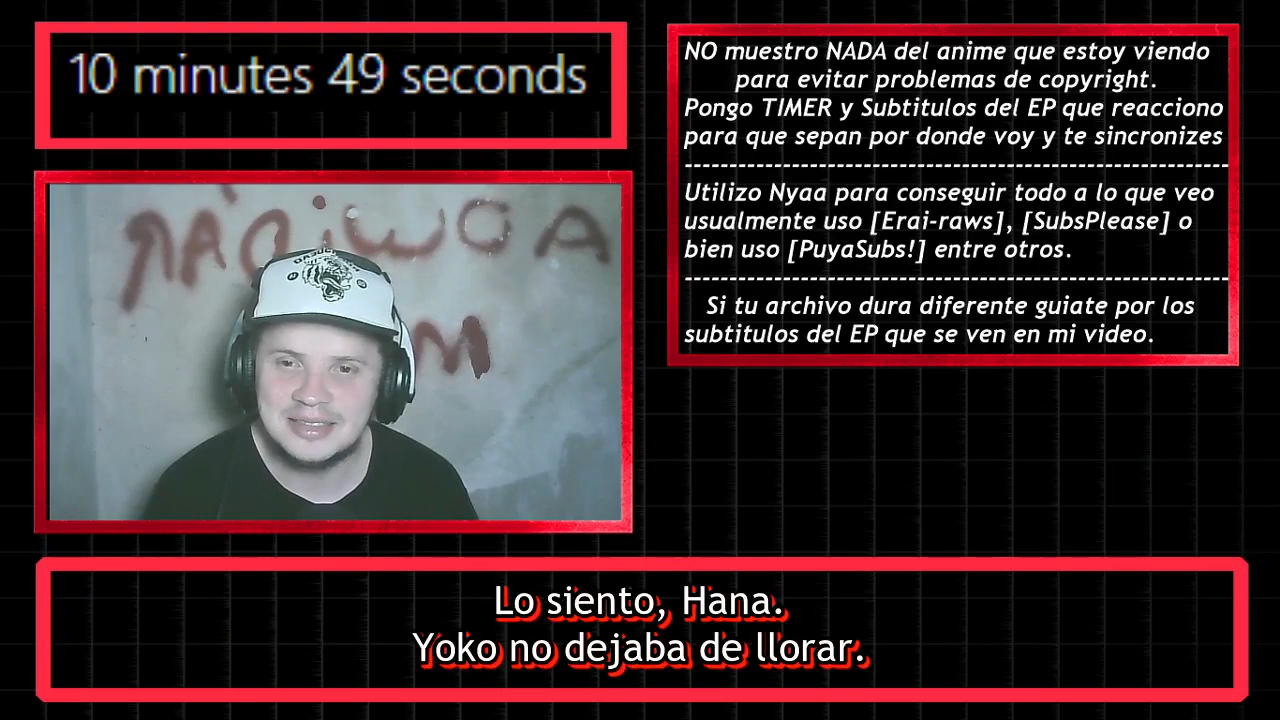 10 minutes 49 seconds
NO muestro NADA del anime que estoy viendo
para evitar problemas de copyright.
Pongo TIMER y Subtitulos del EP que reacciono
para que sepan por donde voy y te sincronizes
Utilizo Nyaa para conseguir todo a lo que veo
usualmente uso [Erai-raws], [SubsPlease] o
bien uso [PuyaSubs!] entre otros.
Si tu archivo dura diferente guiate por los
subtitulos del EP que se ven en mi video.
Lo siento, Hana.
Yoko no dejaba de llorar.